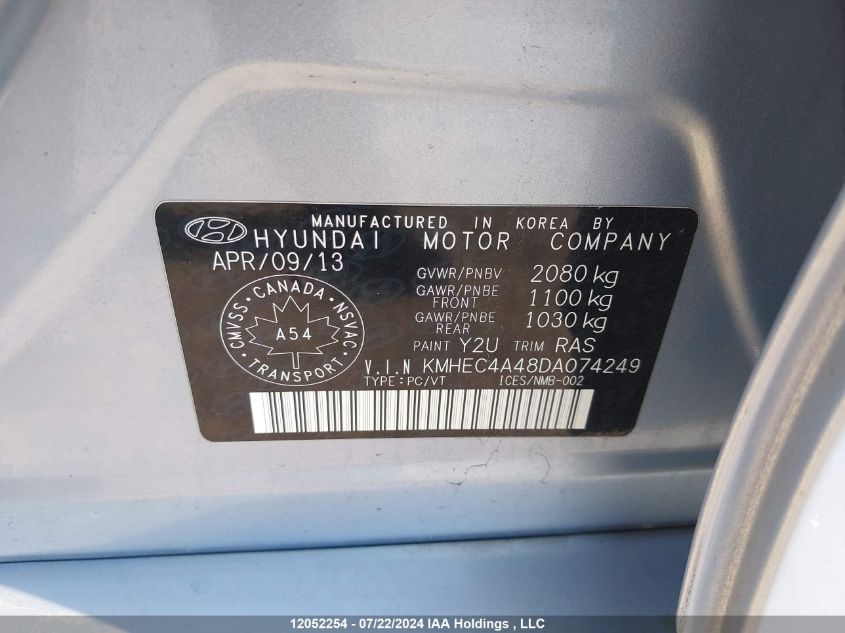 MANUFACTURED IN KOREA BY
HYUNDAI MOTOR COMPANY
APR/09/13
GVWR/PNBV 2080 kg
GAWR/PNBE FRONT 1100 kg
GAWR/PNBE REAR 1030 kg
PAINT Y2U TRIM RAS
V.I.N KMHEC4A48DA074249
TYPE:PC/VT ICES/NMB-002
CMVSS · CANADA · NSVAC
A54
· TRANSPORT ·
12052254 - 07/22/2024 IAA Holdings , LLC